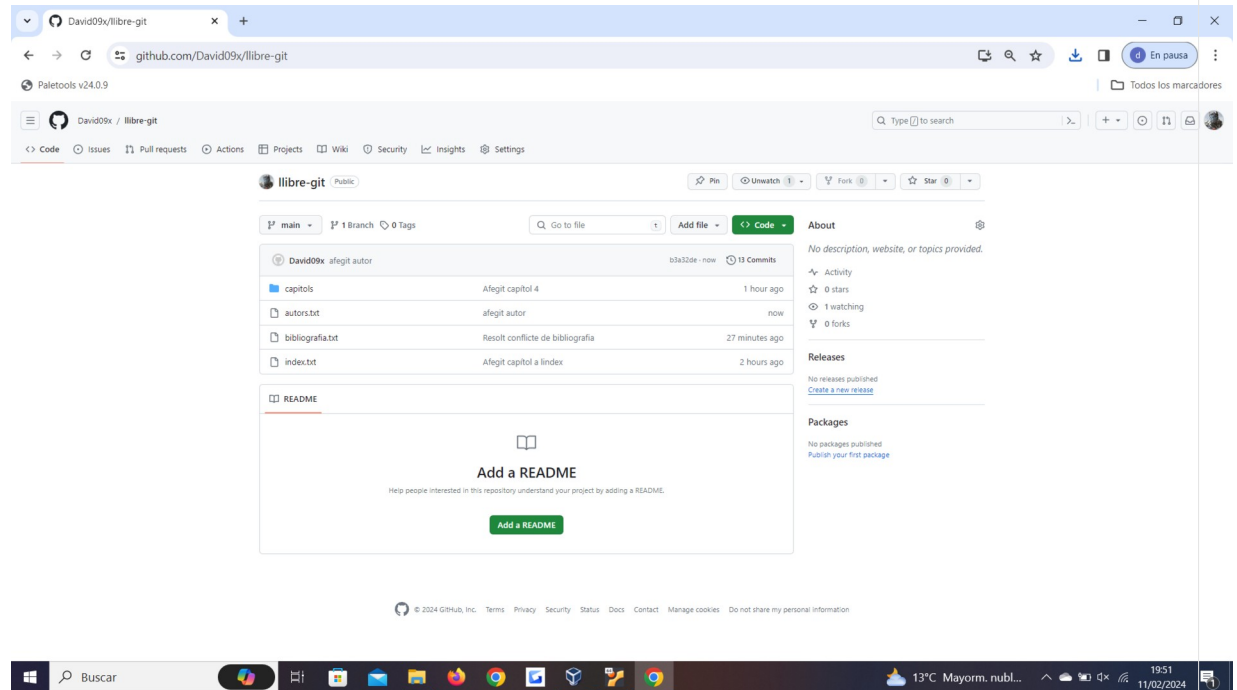 David09x/llibre-git
github.com/David09x/llibre-git
d En pausa
Paletools v24.0.9
Todos los marcadores
David09x / llibre-git
Type / to search
Code Issues Pull requests Actions Projects Wiki Security Insights Settings
llibre-git Public
Pin Unwatch 1 Fork 0 Star 0
main 1 Branch 0 Tags Go to file t Add file Code
About
No description, website, or topics provided.
David09x afegit autor b3a32de · now 13 Commits
Activity
capitols Afegit capítol 4 1 hour ago
0 stars
autors.txt afegit autor now
1 watching
bibliografia.txt Resolt conflicte de bibliografia 27 minutes ago
0 forks
index.txt Afegit capítol a lindex 2 hours ago
Releases
No releases published
Create a new release
README
Packages
No packages published
Publish your first package
Add a README
Help people interested in this repository understand your project by adding a README.
Add a README
© 2024 GitHub, Inc. Terms Privacy Security Status Docs Contact Manage cookies Do not share my personal information
Buscar
13°C Mayorm. nubl...
19:51
11/02/2024
1